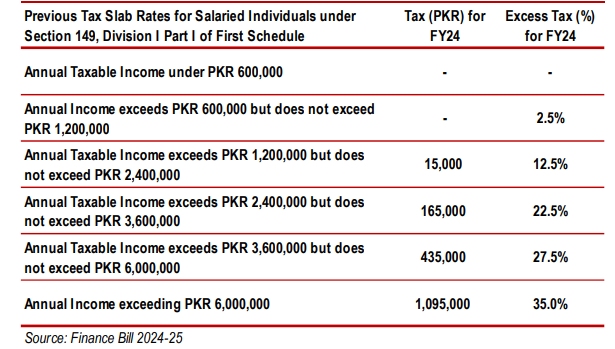 Previous Tax Slab Rates for Salaried Individuals under Tax (PKR) for Excess Tax (%)
Section 149, Division I Part I of First Schedule FY24 for FY24
Annual Taxable Income under PKR 600,000 - -
Annual Income exceeds PKR 600,000 but does not exceed
PKR 1,200,000 - 2.5%
Annual Taxable Income exceeds PKR 1,200,000 but does
not exceed PKR 2,400,000 15,000 12.5%
Annual Taxable Income exceeds PKR 2,400,000 but does
not exceed PKR 3,600,000 165,000 22.5%
Annual Taxable Income exceeds PKR 3,600,000 but does
not exceed PKR 6,000,000 435,000 27.5%
Annual Income exceeding PKR 6,000,000 1,095,000 35.0%
Source: Finance Bill 2024-25